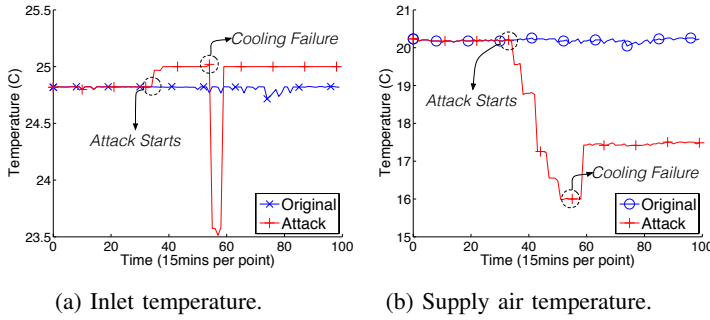 25.5
25
24.5
24
23.5
Temperature (C)
0
20
40
60
80
100
Time (15mins per point)
Cooling Failure
Attack Starts
Original
Attack
(a) Inlet temperature.
21
20
19
18
17
16
15
Temperature (C)
0
20
40
60
80
100
Time (15mins per point)
Attack Starts
Cooling Failure
Original
Attack
(b) Supply air temperature.